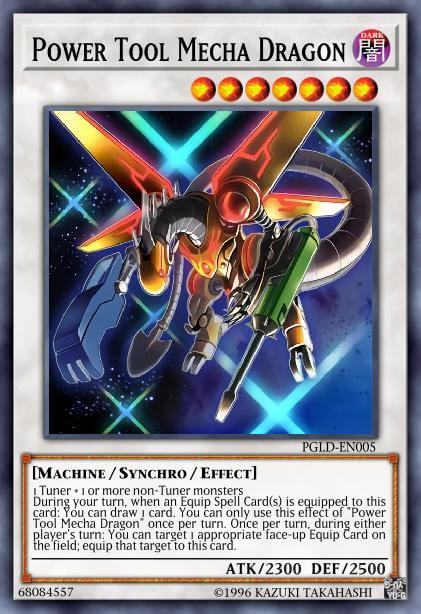 POWER TOOL MECHA DRAGON
DARK
闇
PGLD-EN005
[MACHINE / SYNCHRO / EFFECT]
1 Tuner + 1 or more non-Tuner monsters
During your turn, when an Equip Spell Card(s) is equipped to this
card: You can draw 1 card. You can only use this effect of "Power
Tool Mecha Dragon" once per turn. Once per turn, during either
player's turn: You can target 1 appropriate face-up Equip Card on
the field; equip that target to this card.
ATK/2300 DEF/2500
68084557
©1996 KAZUKI TAKAHASHI